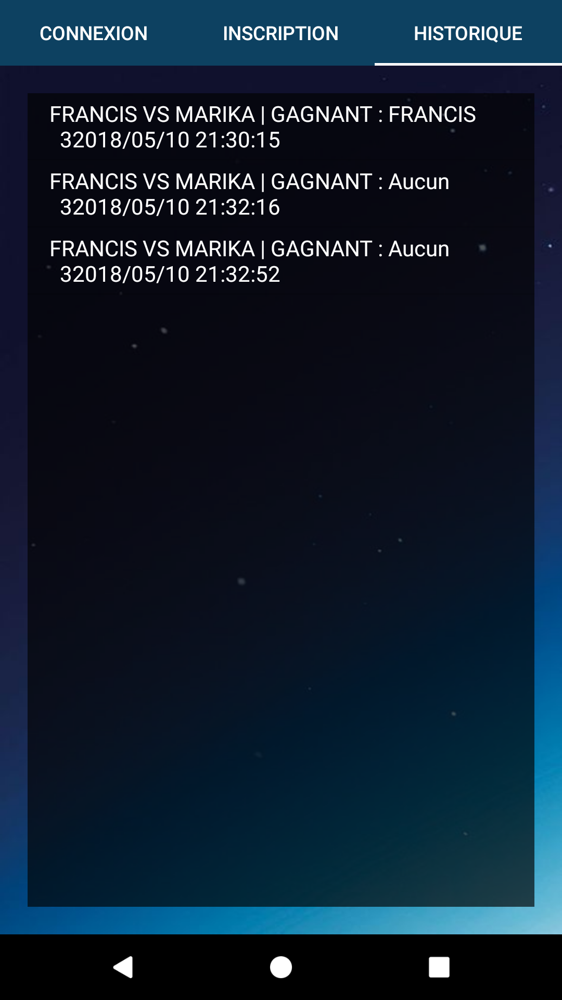 CONNEXION INSCRIPTION HISTORIQUE
FRANCIS VS MARIKA | GAGNANT : FRANCIS
32018/05/10 21:30:15
FRANCIS VS MARIKA | GAGNANT : Aucun
32018/05/10 21:32:16
FRANCIS VS MARIKA | GAGNANT : Aucun
32018/05/10 21:32:52